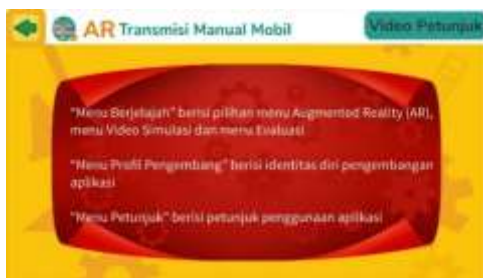 AR Transmisi Manual Mobil
Video Petunjuk
"Menu Berjelajah" berisi pilihan menu Augmented Reality (AR),
menu Video Simulasi dan menu Evaluasi
"Menu Profil Pengembang" berisi identitas diri pengembangan
aplikasi
"Menu Petunjuk" berisi petunjuk penggunaan aplikasi